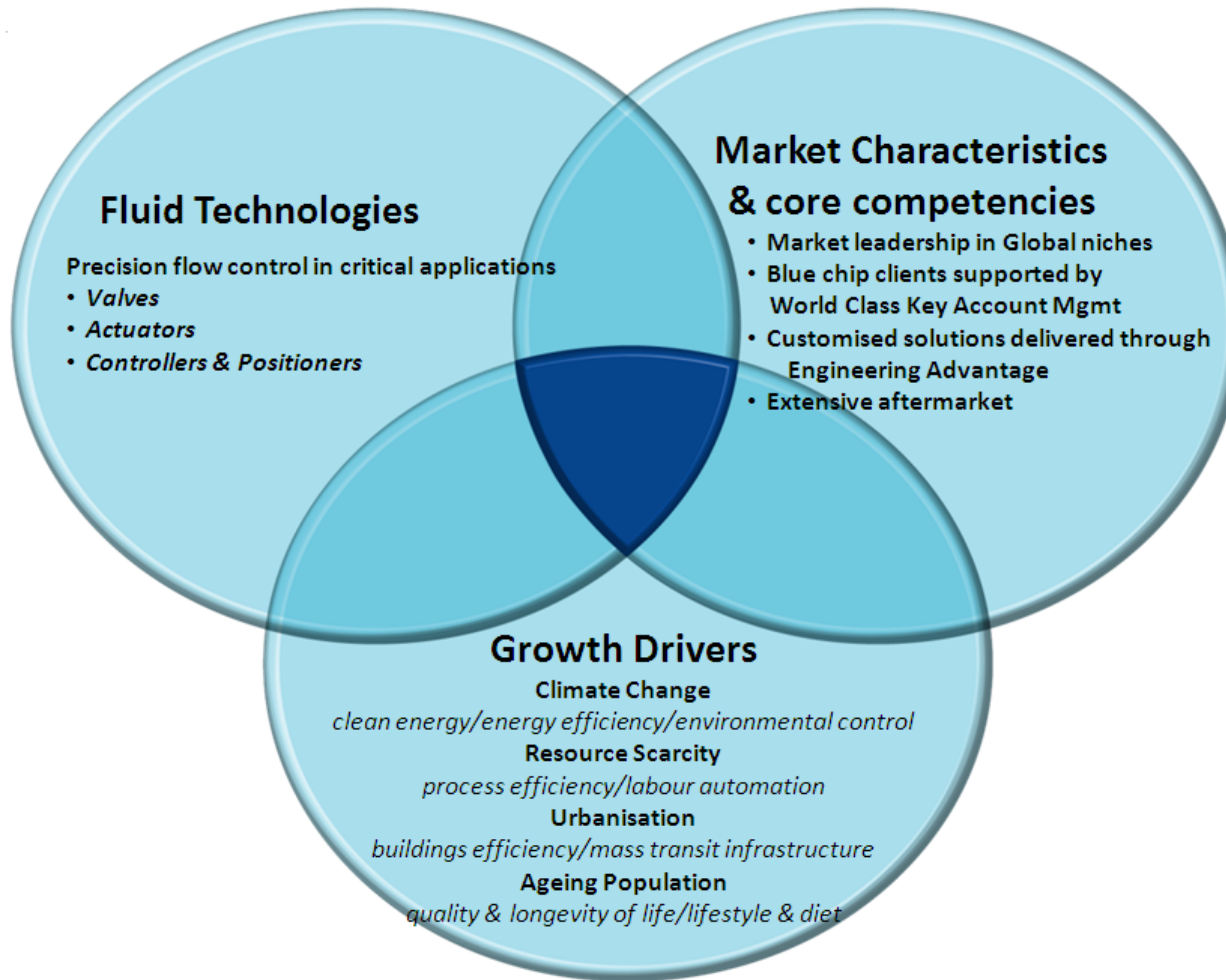 Fluid Technologies
Precision flow control in critical applications
• Valves
• Actuators
• Controllers & Positioners
Market Characteristics
& core competencies
• Market leadership in Global niches
• Blue chip clients supported by
World Class Key Account Mgmt
• Customised solutions delivered through
Engineering Advantage
• Extensive aftermarket
Growth Drivers
Climate Change
clean energy/energy efficiency/environmental control
Resource Scarcity
process efficiency/labour automation
Urbanisation
buildings efficiency/mass transit infrastructure
Ageing Population
quality & longevity of life/lifestyle & diet